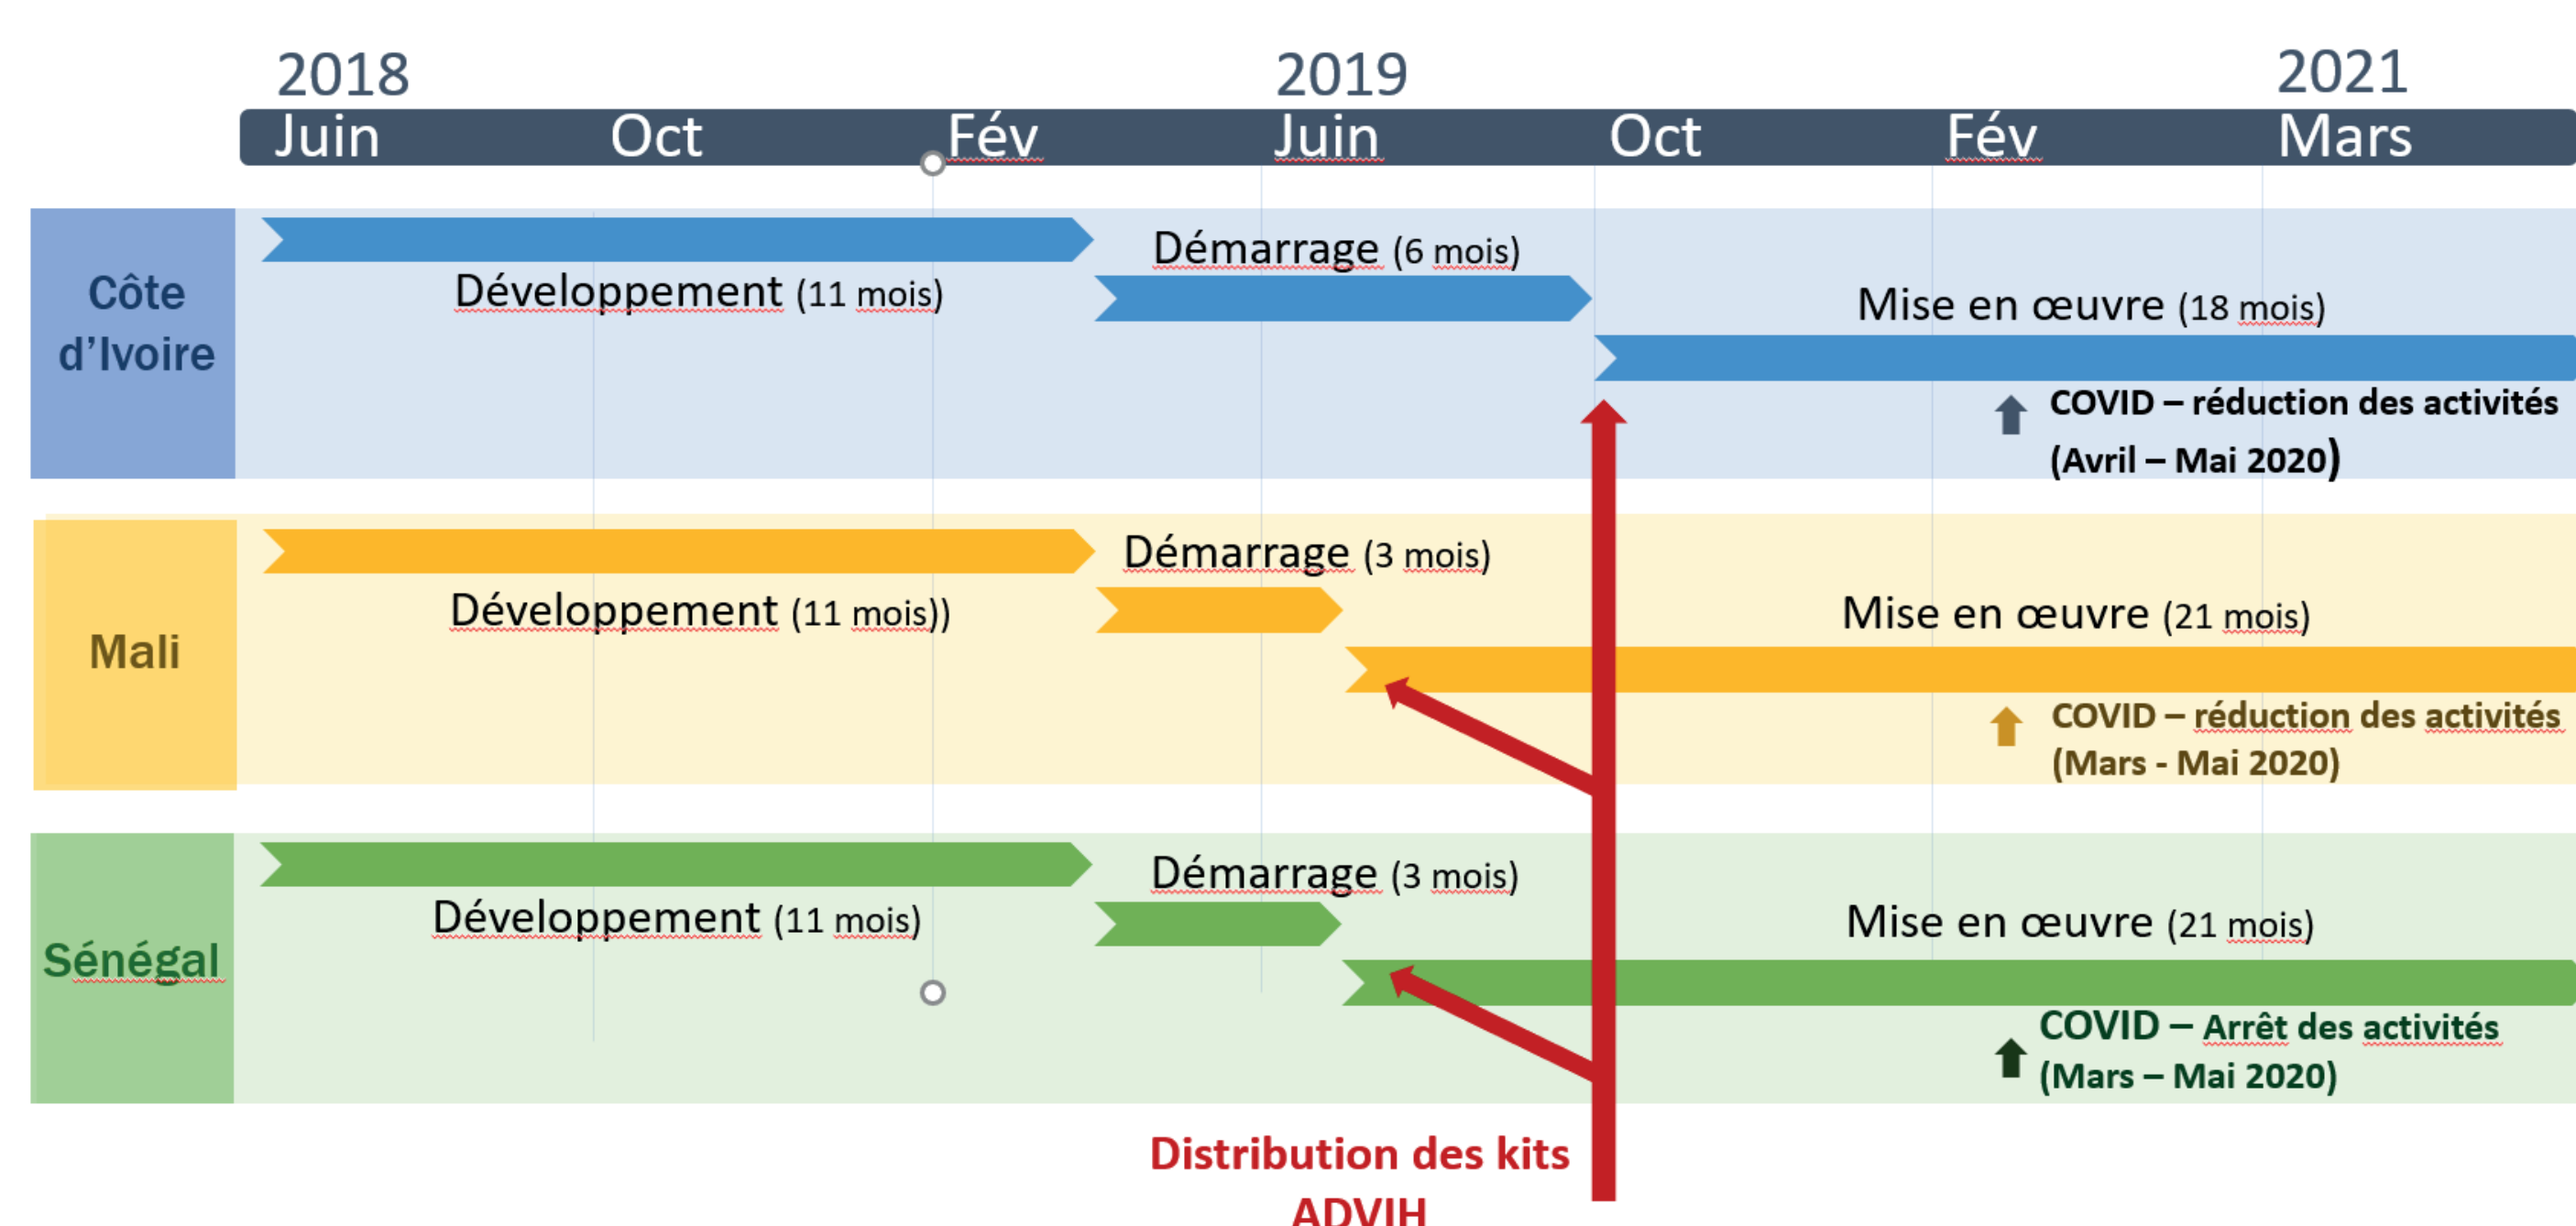 2018 2019 2021
Juin Oct Fév Juin Oct Fév Mars
Côte
d’Ivoire
Développement (11 mois)
Démarrage (6 mois)
Mise en œuvre (18 mois)
COVID – réduction des activités
(Avril – Mai 2020)
Mali
Développement (11 mois))
Démarrage (3 mois)
Mise en œuvre (21 mois)
COVID – réduction des activités
(Mars - Mai 2020)
Sénégal
Développement (11 mois)
Démarrage (3 mois)
Mise en œuvre (21 mois)
COVID – Arrêt des activités
(Mars – Mai 2020)
Distribution des kits
ADVIH